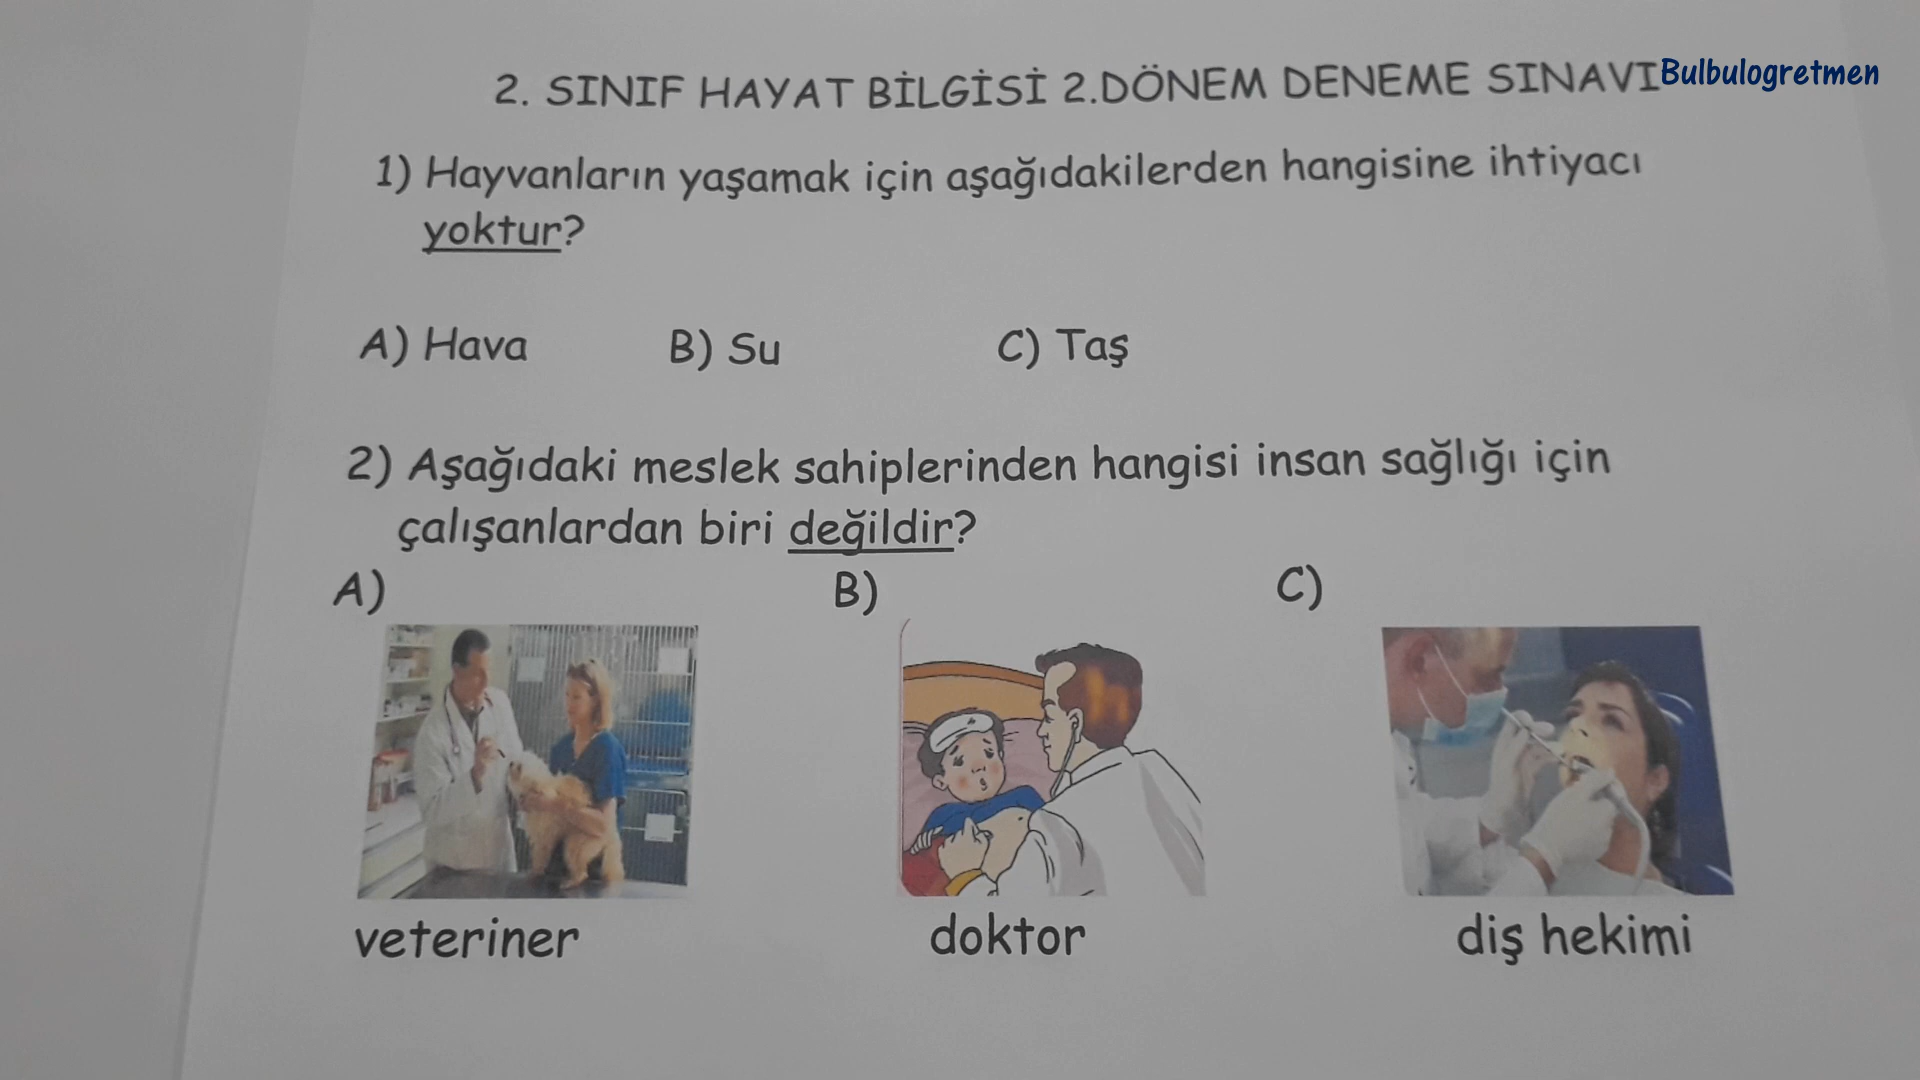 2. SINIF HAYAT BİLGİSİ 2.DÖNEM DENEME SINAVI Bulbulogretmen
1) Hayvanların yaşamak için aşağıdakilerden hangisine ihtiyacı
yoktur?
A) Hava B) Su C) Taş
2) Aşağıdaki meslek sahiplerinden hangisi insan sağlığı için
çalışanlardan biri değildir?
A) B) C)
veteriner doktor diş hekimi